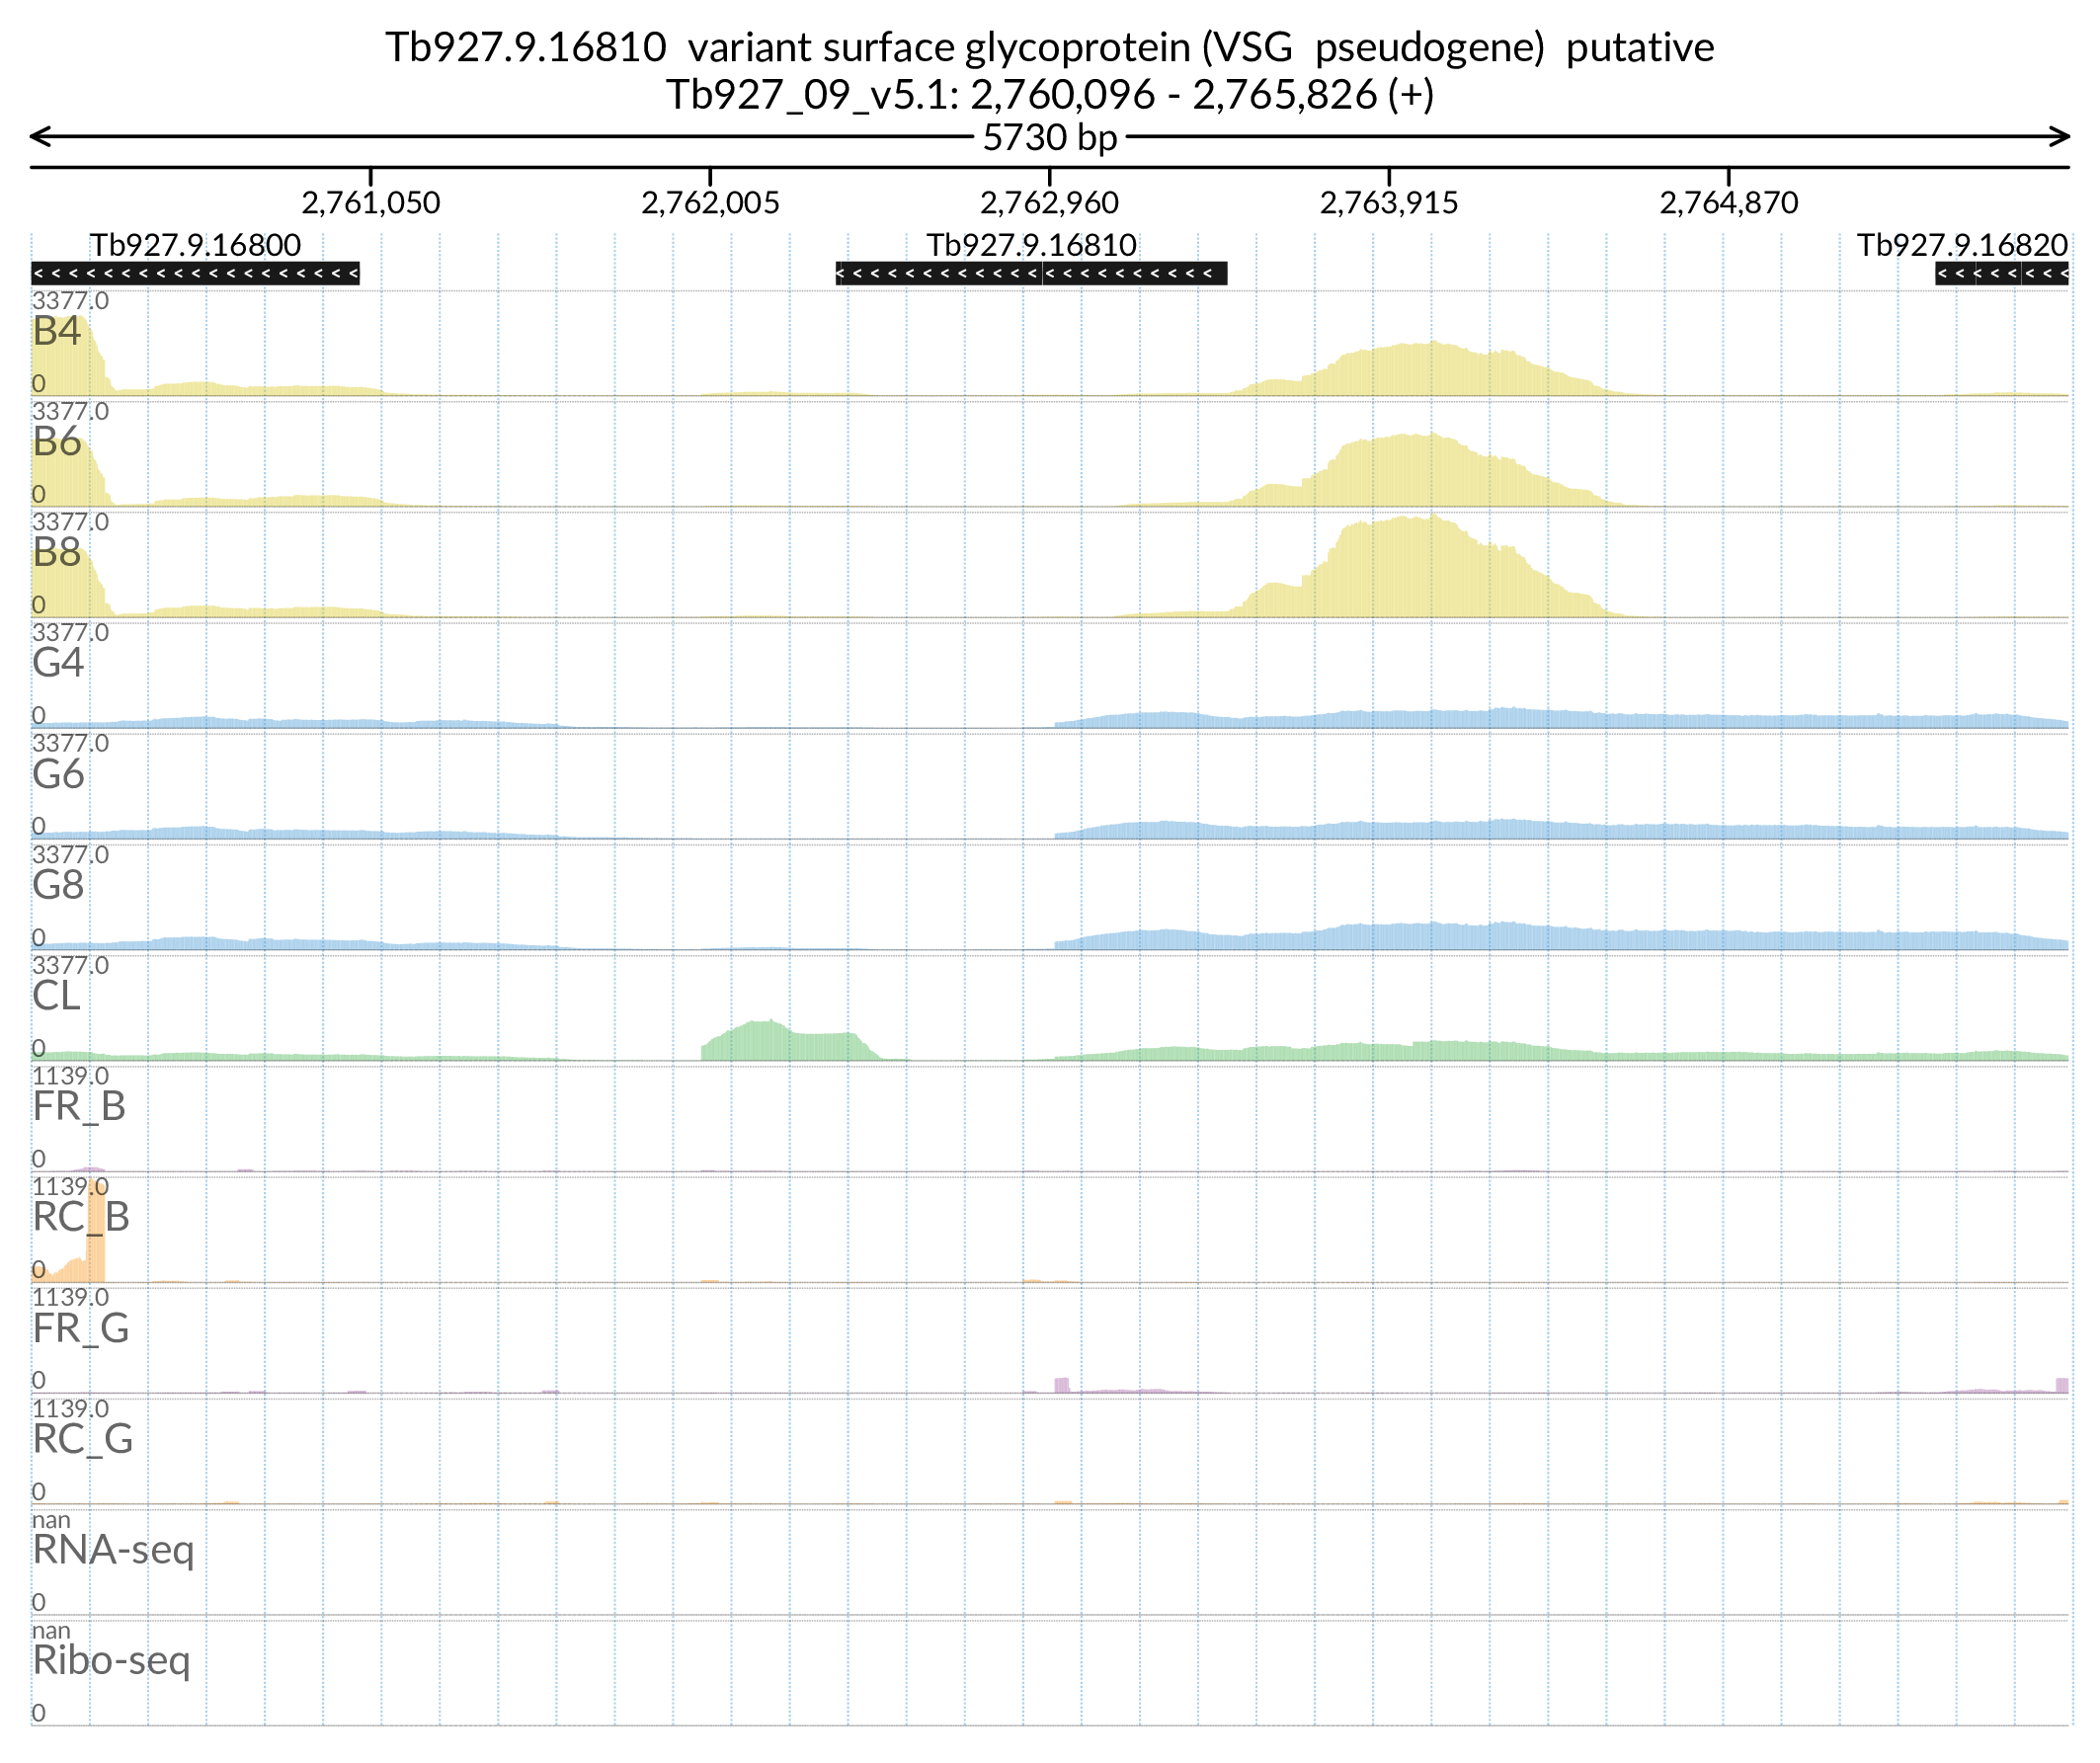 Tb927.9.16810 variant surface glycoprotein (VSG pseudogene) putative
Tb927_09_v5.1: 2,760,096 - 2,765,826 (+)
5730 bp
2,761,050 2,762,005 2,762,960 2,763,915 2,764,870
Tb927.9.16800 Tb927.9.16810 Tb927.9.16820
3377.0
B4
0
3377.0
B6
0
3377.0
B8
0
3377.0
G4
0
3377.0
G6
0
3377.0
G8
0
3377.0
CL
0
1139.0
FR_B
0
1139.0
RC_B
0
1139.0
FR_G
0
1139.0
RC_G
0
nan
RNA-seq
0
nan
Ribo-seq
0